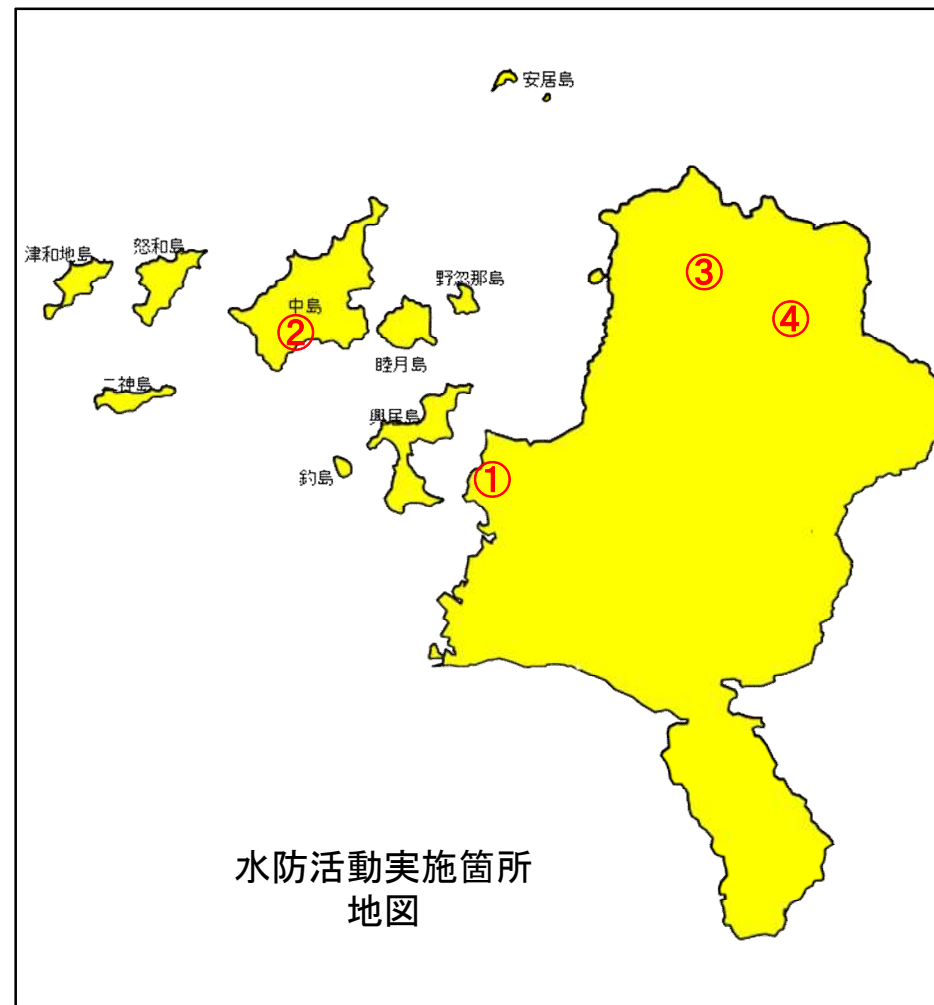 安居島
津和地島
怒和島
野忽那島
中島
睦月島
二神島
興居島
釣島
③
④
②
①
水防活動実施箇所
地図